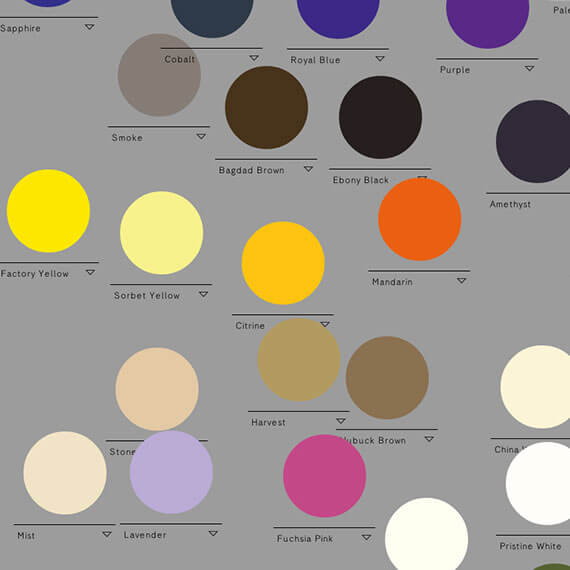 Pale
Sapphire
Cobalt
Royal Blue
Purple
Smoke
Bagdad Brown
Ebony Black
Amethyst
Factory Yellow
Sorbet Yellow
Mandarin
Citrine
Harvest
ubuck Brown
Stone
China
Mist
Lavender
Fuchsia Pink
Pristine White